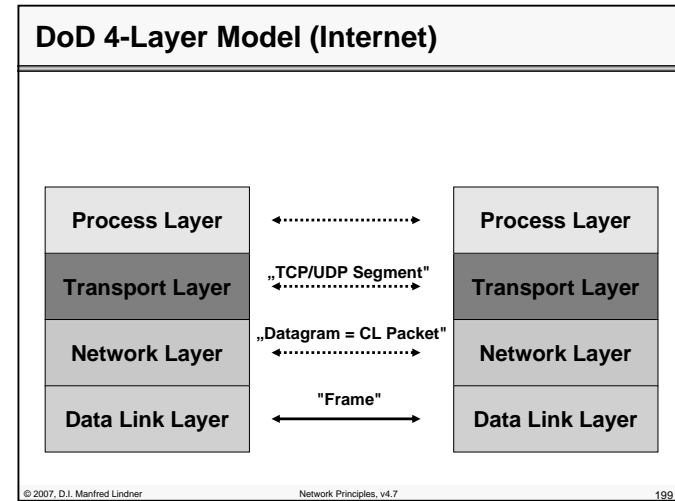 DoD 4-Layer Model (Internet)
Process Layer
Process Layer
„TCP/UDP Segment"
Transport Layer
Transport Layer
„Datagram = CL Packet"
Network Layer
Network Layer
"Frame"
Data Link Layer
Data Link Layer
© 2007, D.I. Manfred Lindner
Network Principles, v4.7
199